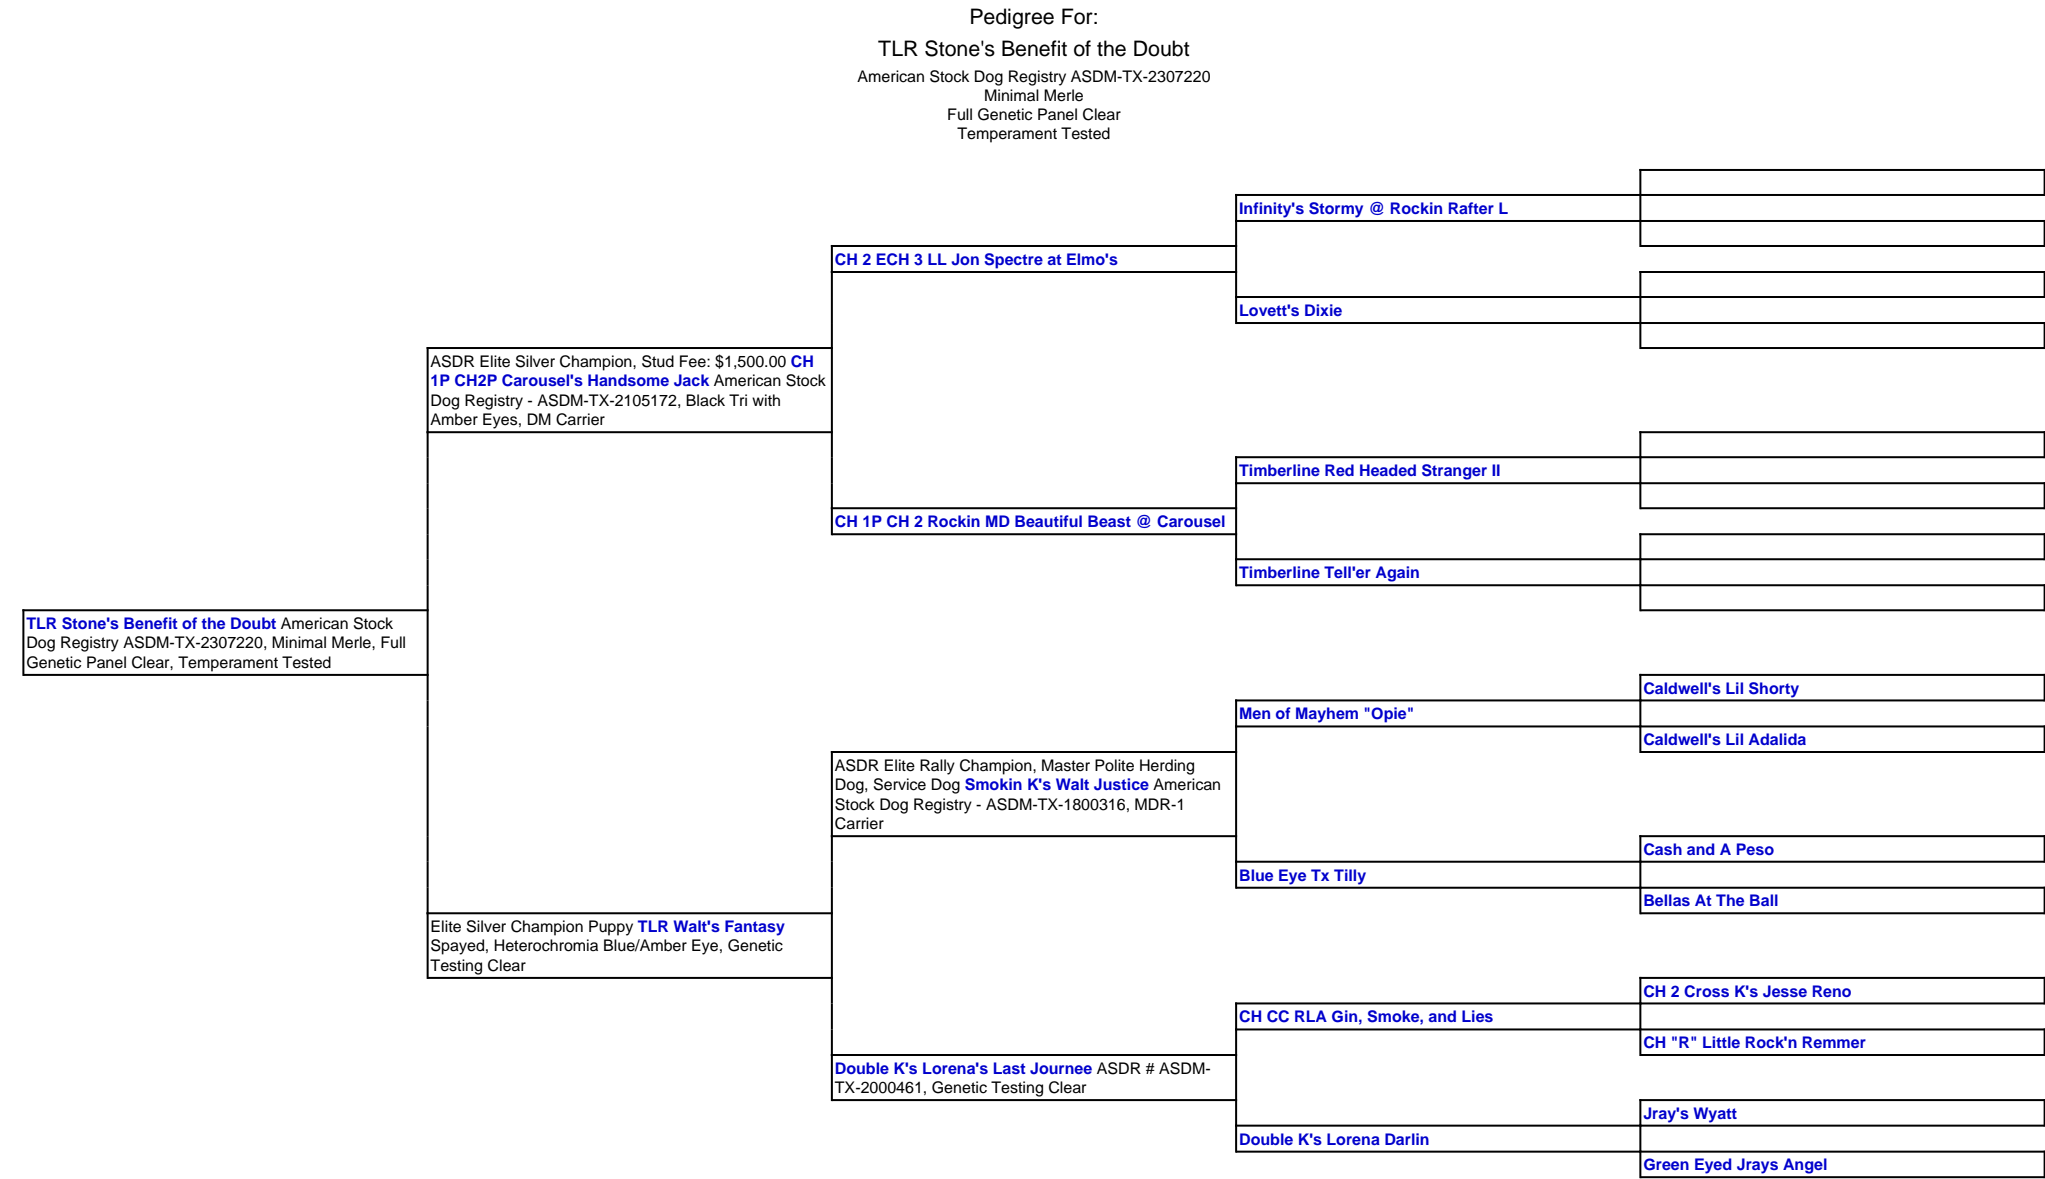 Pedigree For:
TLR Stone's Benefit of the Doubt
American Stock Dog Registry ASDM-TX-2307220
Minimal Merle
Full Genetic Panel Clear
Temperament Tested
Infinity's Stormy @ Rockin Rafter L
CH 2 ECH 3 LL Jon Spectre at Elmo's
Lovett's Dixie
ASDR Elite Silver Champion, Stud Fee: $1,500.00 CH
1P CH2P Carousel's Handsome Jack American Stock
Dog Registry - ASDM-TX-2105172, Black Tri with
Amber Eyes, DM Carrier
Timberline Red Headed Stranger II
CH 1P CH 2 Rockin MD Beautiful Beast @ Carousel
Timberline Tell'er Again
TLR Stone's Benefit of the Doubt American Stock
Dog Registry ASDM-TX-2307220, Minimal Merle, Full
Genetic Panel Clear, Temperament Tested
Caldwell's Lil Shorty
Men of Mayhem "Opie"
Caldwell's Lil Adalida
ASDR Elite Rally Champion, Master Polite Herding
Dog, Service Dog Smokin K's Walt Justice American
Stock Dog Registry - ASDM-TX-1800316, MDR-1
Carrier
Cash and A Peso
Blue Eye Tx Tilly
Bellas At The Ball
Elite Silver Champion Puppy TLR Walt's Fantasy
Spayed, Heterochromia Blue/Amber Eye, Genetic
Testing Clear
CH 2 Cross K's Jesse Reno
CH CC RLA Gin, Smoke, and Lies
CH "R" Little Rock'n Remmer
Double K's Lorena's Last Journee ASDR # ASDM-
TX-2000461, Genetic Testing Clear
Jray's Wyatt
Double K's Lorena Darlin
Green Eyed Jrays Angel